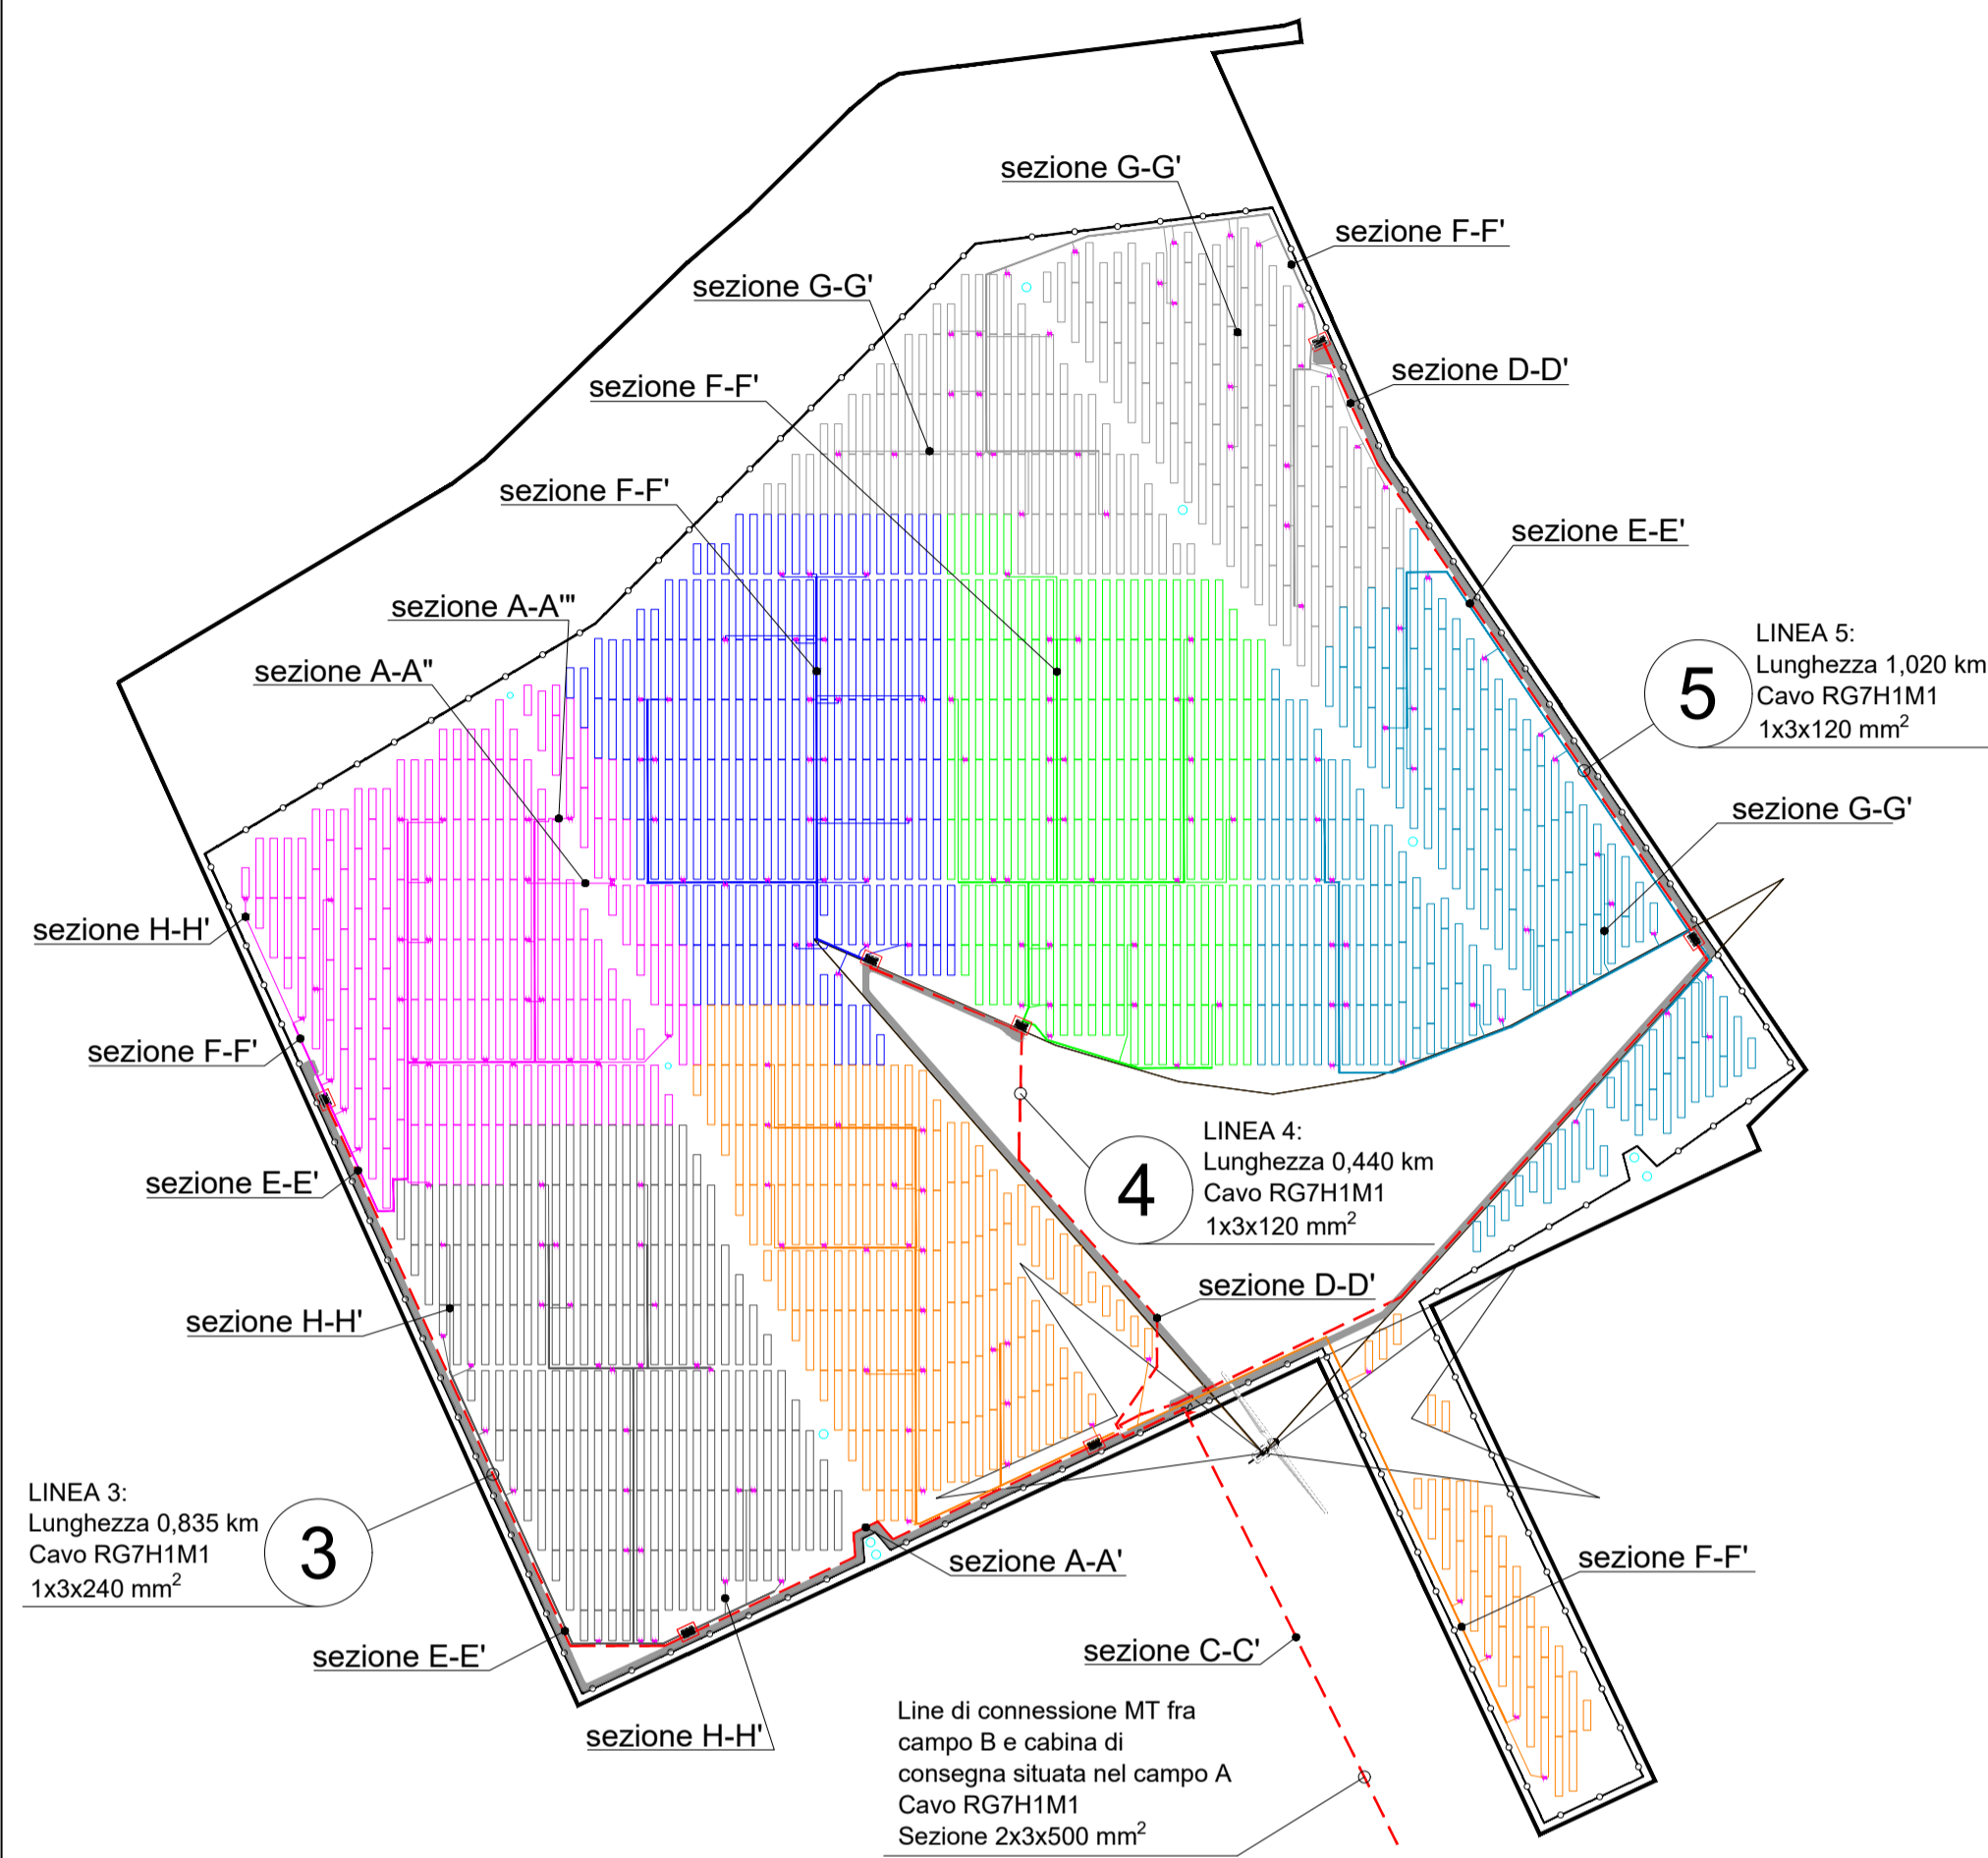 sezione G-G'
sezione F-F'
sezione G-G'
sezione D-D'
sezione F-F'
sezione F-F'
sezione E-E'
sezione A-A'''
LINEA 5:
Lunghezza 1,020 km
Cavo RG7H1M1
1x3x120 mm²
5
sezione A-A''
sezione G-G'
sezione H-H'
sezione F-F'
LINEA 4:
Lunghezza 0,440 km
Cavo RG7H1M1
1x3x120 mm²
4
sezione E-E'
sezione D-D'
sezione H-H'
LINEA 3:
Lunghezza 0,835 km
Cavo RG7H1M1
1x3x240 mm²
3
sezione A-A'
sezione F-F'
sezione E-E'
sezione C-C'
sezione H-H'
Line di connessione MT fra
campo B e cabina di
consegna situata nel campo A
Cavo RG7H1M1
Sezione 2x3x500 mm²